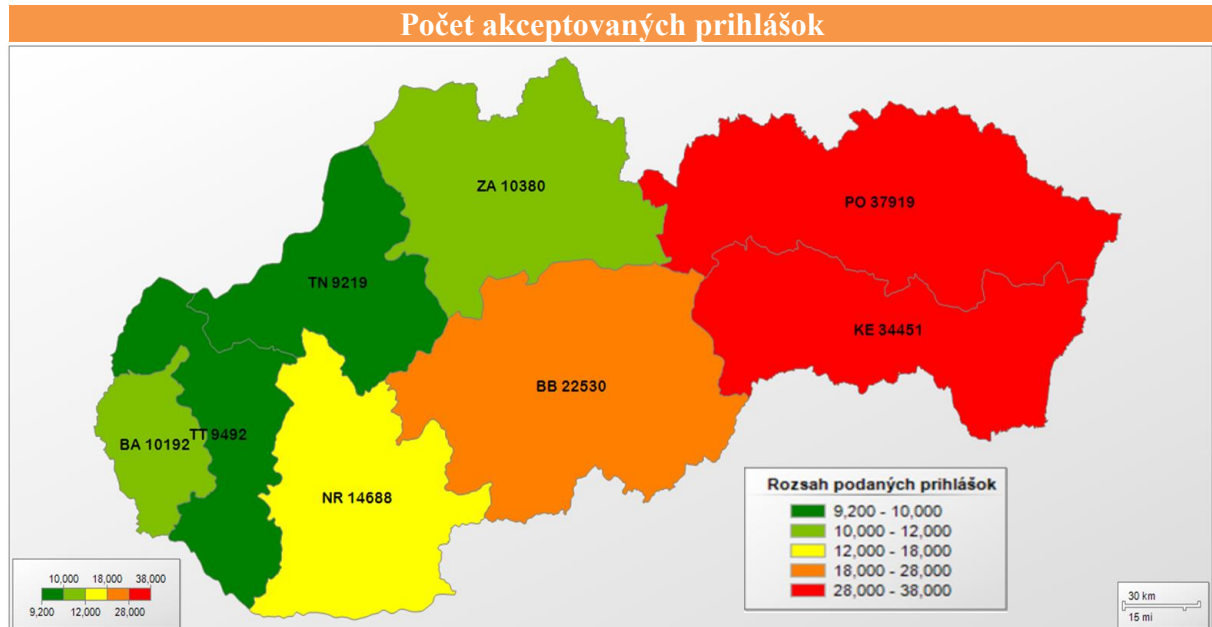 Počet akceptovaných prihlášok
ZA 10380
PO 37919
TN 9219
KE 34451
BB 22530
BA 10192
TT 9492
NR 14688
Rozsah podaných prihlášok
9,200 - 10,000
10,000 - 12,000
12,000 - 18,000
18,000 - 28,000
28,000 - 38,000
10,000 18,000 38,000
9,200 12,000 28,000
30 km
15 mi